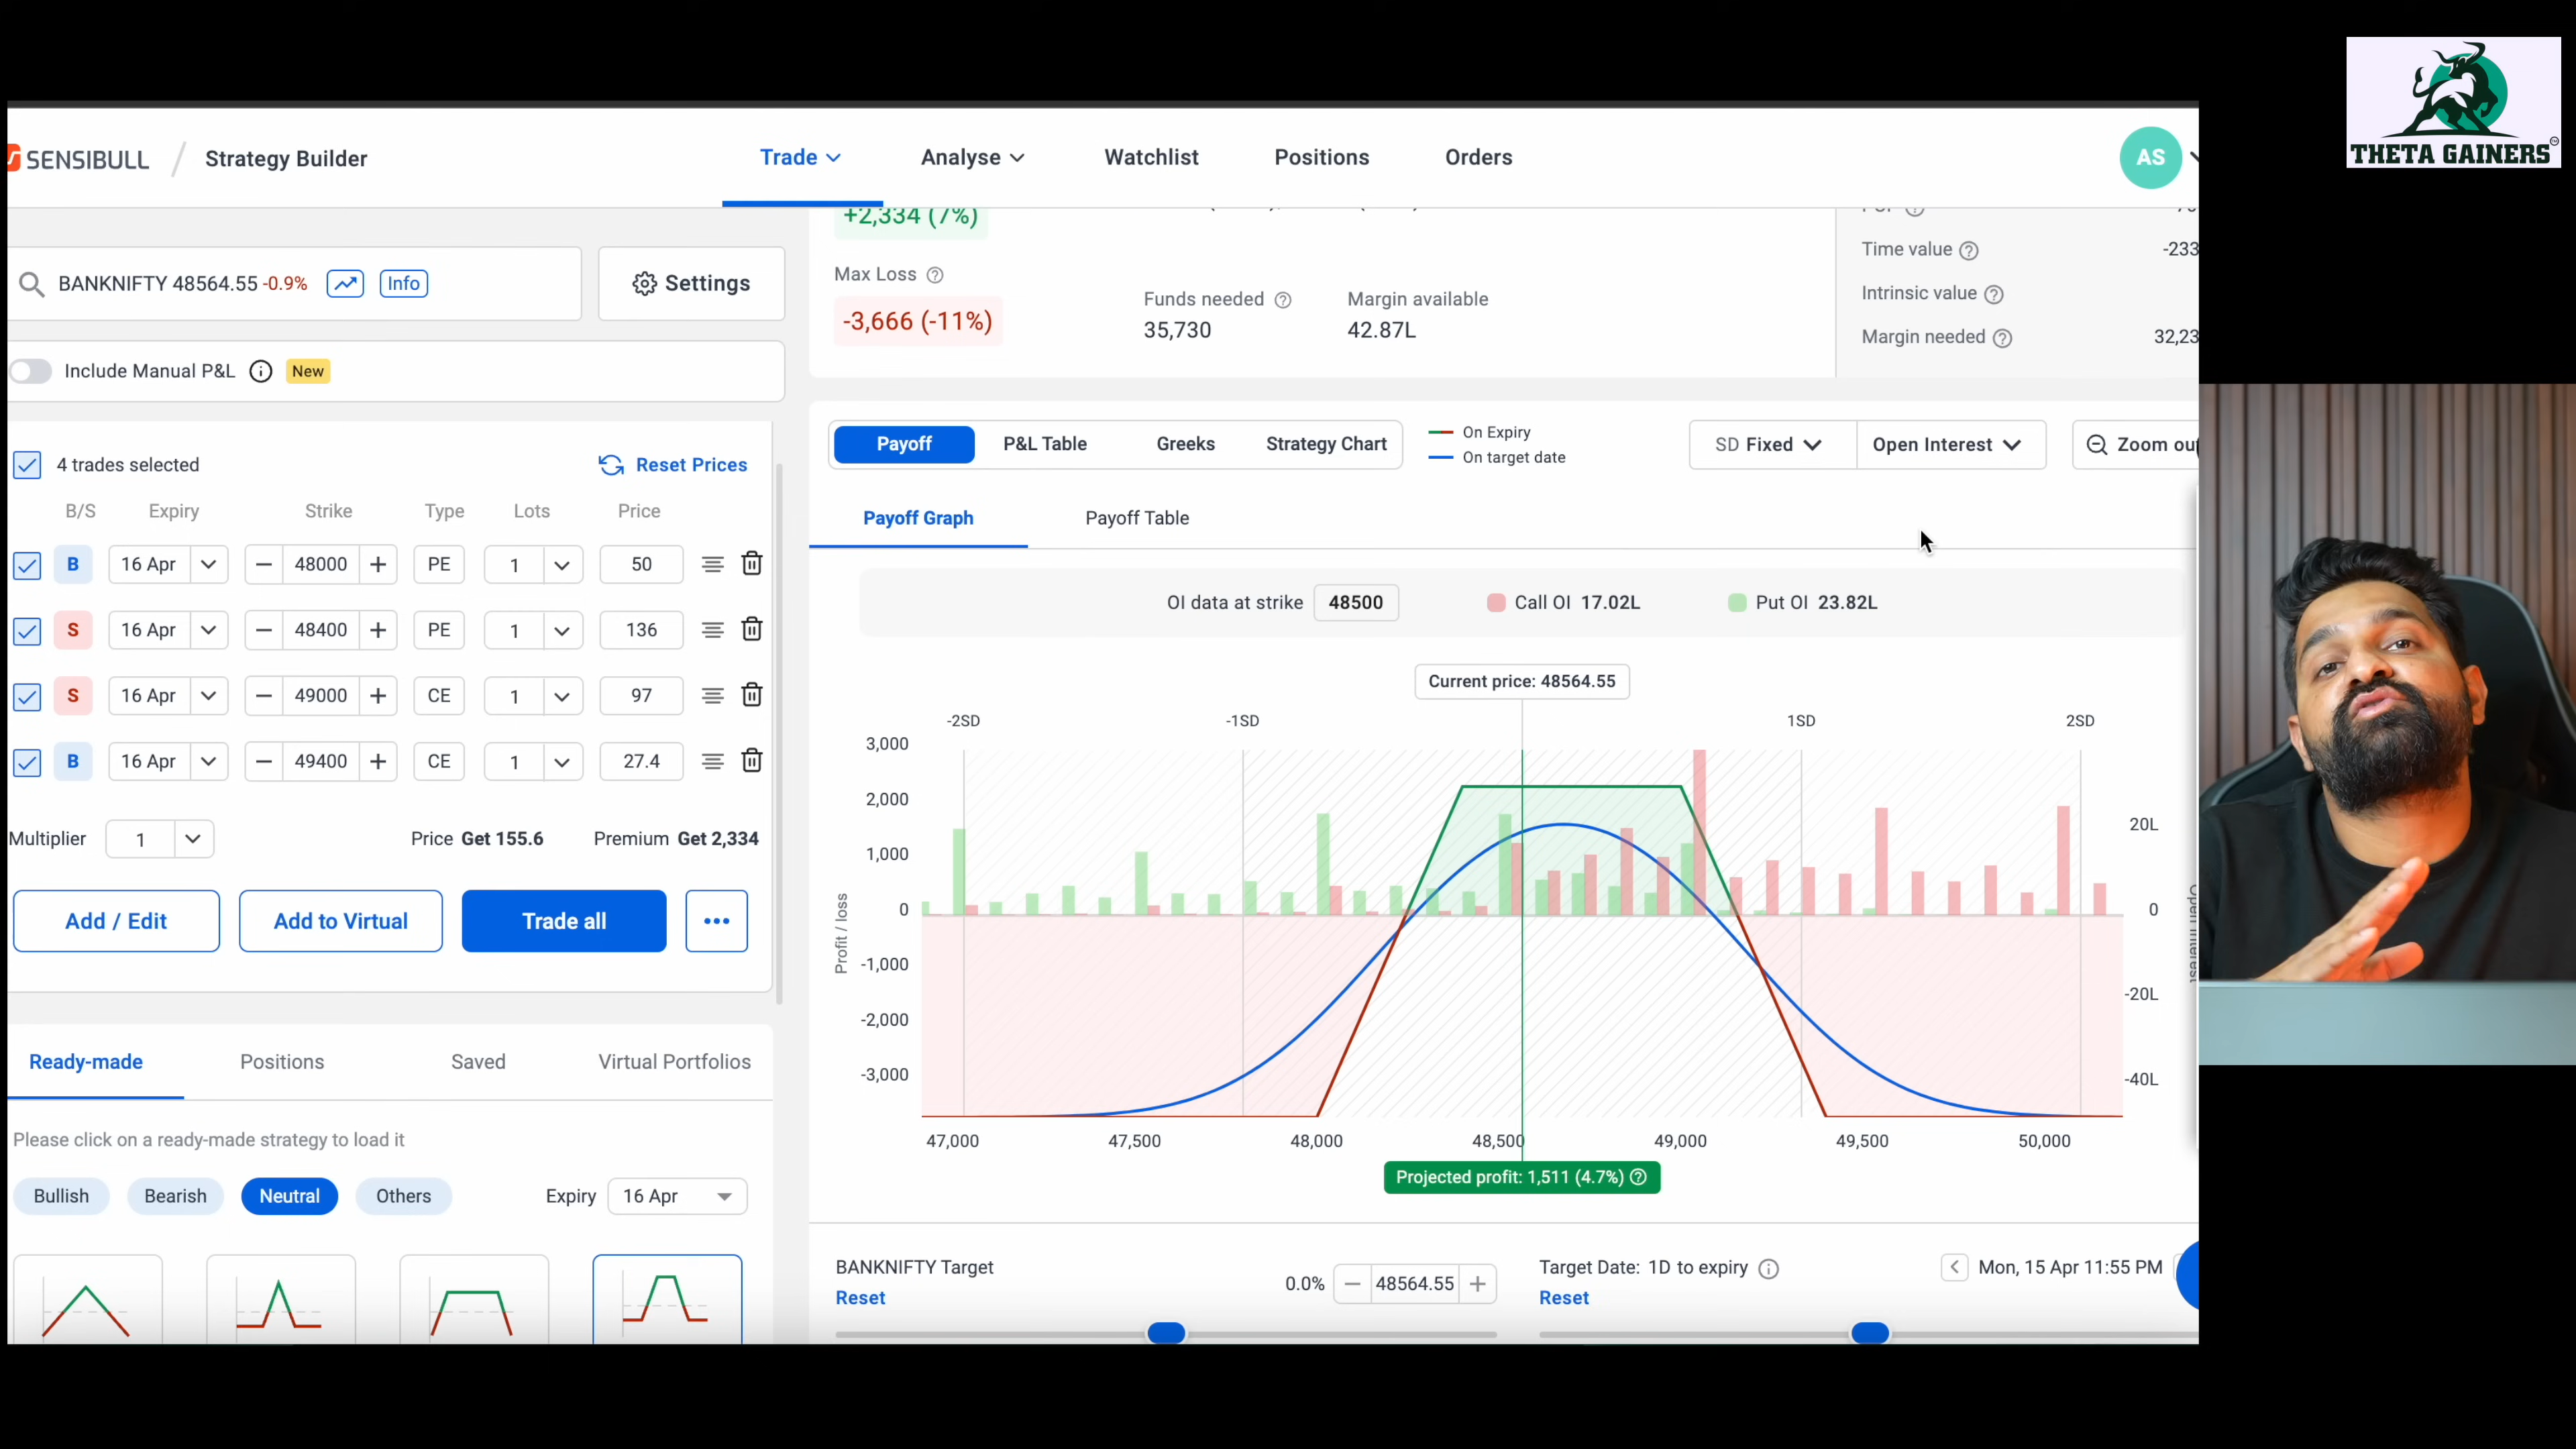 THETA GAINERS
SENSIBULL / Strategy Builder
Trade
Analyse
Watchlist
Positions
Orders
AS
BANKNIFTY 48564.55 -0.9%
Info
Settings
Include Manual P&L
New
4 trades selected
Reset Prices
B/S Expiry Strike Type Lots Price
B 16 Apr 48000 PE 1 50
S 16 Apr 48400 PE 1 136
S 16 Apr 49000 CE 1 97
B 16 Apr 49400 CE 1 27.4
Multiplier 1 Price Get 155.6 Premium Get 2,334
Add / Edit
Add to Virtual
Trade all
Ready-made
Positions
Saved
Virtual Portfolios
Please click on a ready-made strategy to load it
Bullish
Bearish
Neutral
Others
Expiry 16 Apr
+2,334 (7%)
Max Loss
-3,666 (-11%)
Funds needed
35,730
Margin available
42.87L
Time value -233
Intrinsic value
Margin needed 32,23
Payoff
P&L Table
Greeks
Strategy Chart
On Expiry
On target date
SD Fixed
Open Interest
Zoom ou
Payoff Graph
Payoff Table
OI data at strike 48500 Call OI 17.02L Put OI 23.82L
Current price: 48564.55
-2SD -1SD 1SD 2SD
3,000
2,000
1,000
0
-1,000
-2,000
-3,000
Profit / loss
20L
0
-20L
-40L
Open Interest
47,000 47,500 48,000 48,500 49,000 49,500 50,000
Projected profit: 1,511 (4.7%)
BANKNIFTY Target
Reset
0.0% 48564.55
Target Date: 1D to expiry
Reset
Mon, 15 Apr 11:55 PM